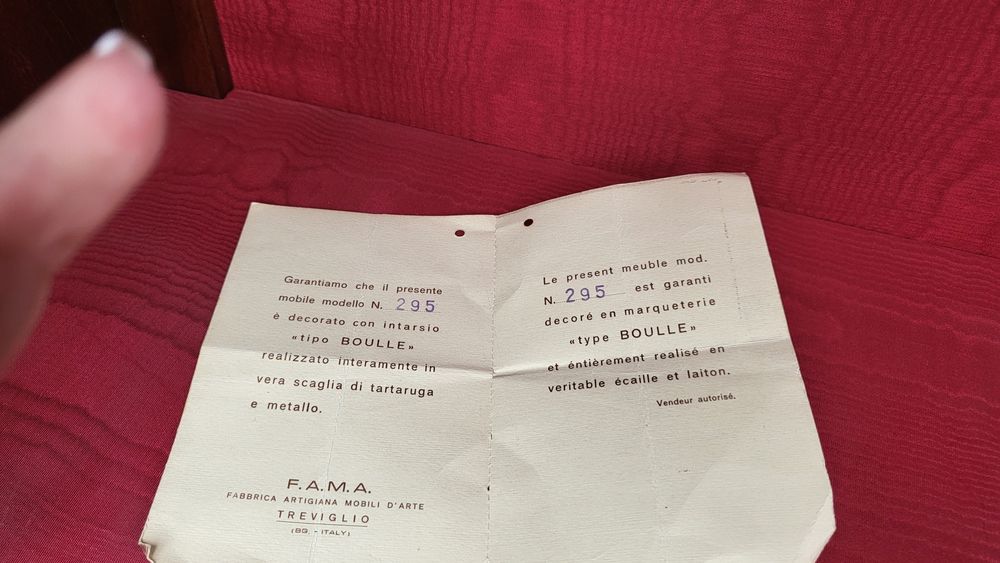 Garantiamo che il presente
mobile modello N. 295
è decorato con intarsio
«tipo BOULLE»
realizzato interamente in
vera scaglia di tartaruga
e metallo.
F.A.M.A.
FABBRICA ARTIGIANA MOBILI D'ARTE
TREVIGLIO
(BG. - ITALY)
Le present meuble mod.
N. 295 est garanti
decoré en marqueterie
«type BOULLE»
et éntièrement realisé en
veritable écaille et laiton.
Vendeur autorisé.